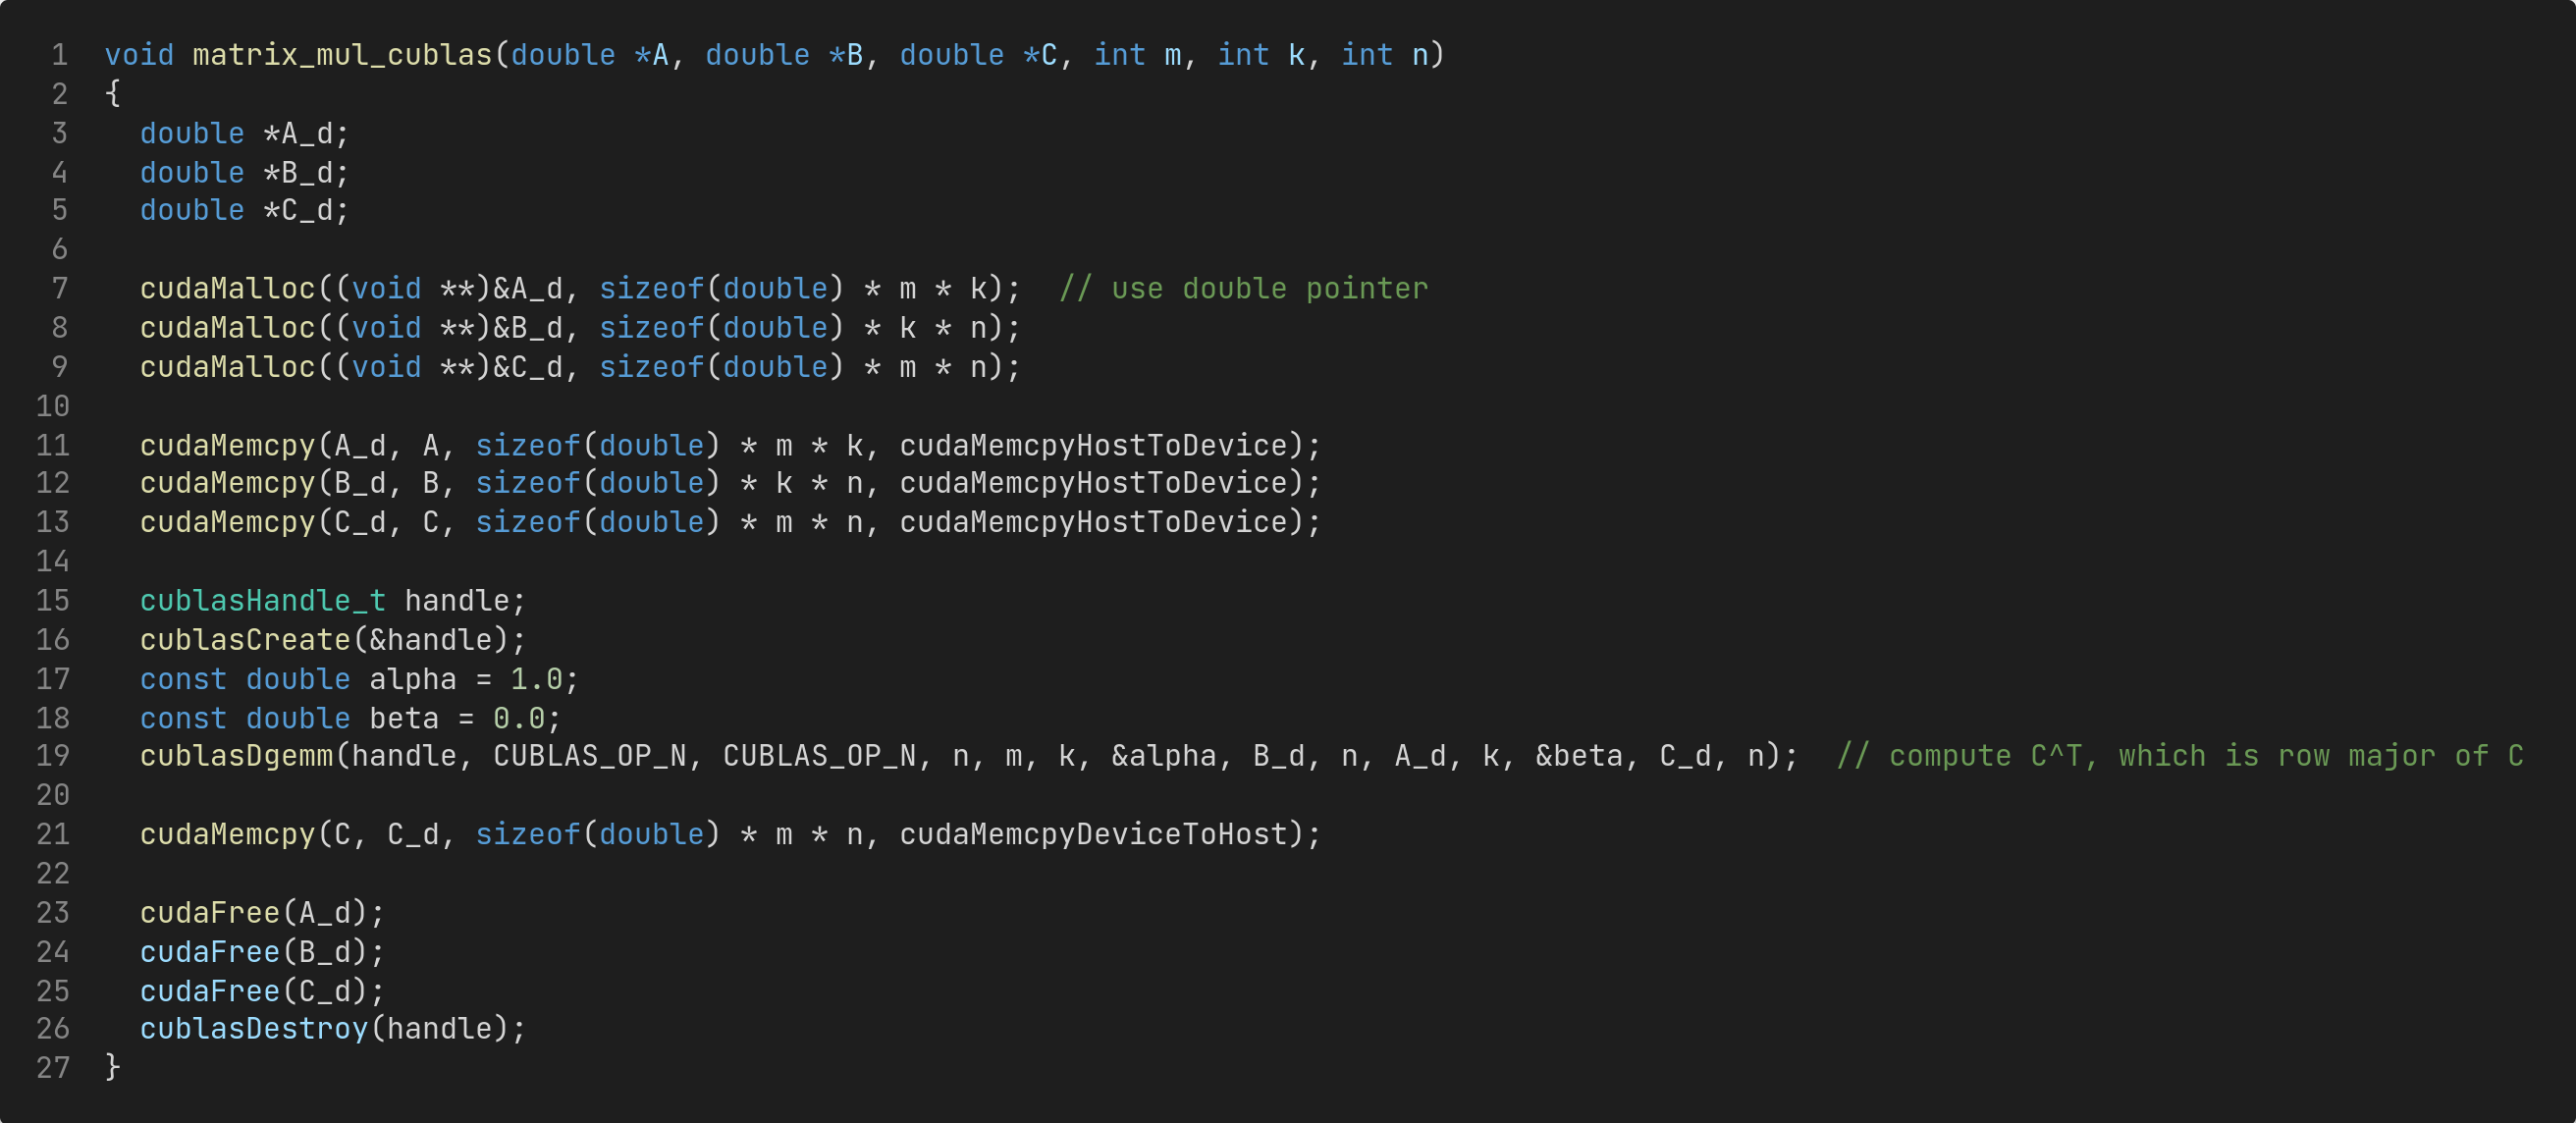 1 void matrix_mul_cublas(double *A, double *B, double *C, int m, int k, int n)
2 {
3   double *A_d;
4   double *B_d;
5   double *C_d;
6
7   cudaMalloc((void **)&A_d, sizeof(double) * m * k);  // use double pointer
8   cudaMalloc((void **)&B_d, sizeof(double) * k * n);
9   cudaMalloc((void **)&C_d, sizeof(double) * m * n);
10
11   cudaMemcpy(A_d, A, sizeof(double) * m * k, cudaMemcpyHostToDevice);
12   cudaMemcpy(B_d, B, sizeof(double) * k * n, cudaMemcpyHostToDevice);
13   cudaMemcpy(C_d, C, sizeof(double) * m * n, cudaMemcpyHostToDevice);
14
15   cublasHandle_t handle;
16   cublasCreate(&handle);
17   const double alpha = 1.0;
18   const double beta = 0.0;
19   cublasDgemm(handle, CUBLAS_OP_N, CUBLAS_OP_N, n, m, k, &alpha, B_d, n, A_d, k, &beta, C_d, n);  // compute C^T, which is row major of C
20
21   cudaMemcpy(C, C_d, sizeof(double) * m * n, cudaMemcpyDeviceToHost);
22
23   cudaFree(A_d);
24   cudaFree(B_d);
25   cudaFree(C_d);
26   cublasDestroy(handle);
27 }